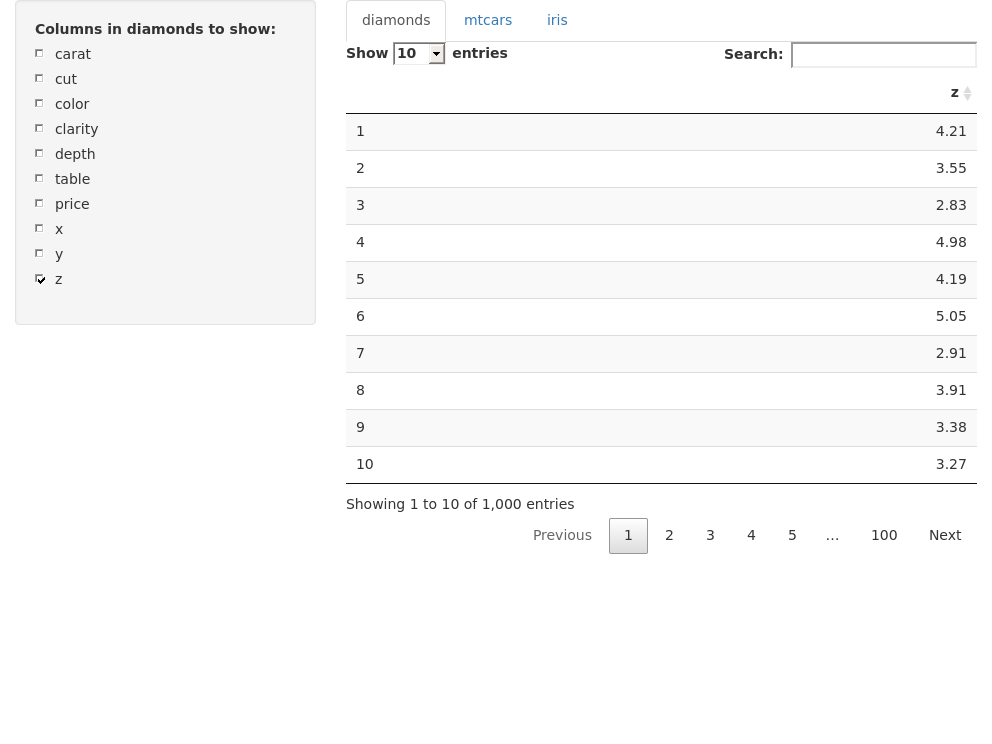 Columns in diamonds to show:
carat
cut
color
clarity
depth
table
price
x
y
z
diamonds mtcars iris
Show 10 entries Search:
z
1 4.21
2 3.55
3 2.83
4 4.98
5 4.19
6 5.05
7 2.91
8 3.91
9 3.38
10 3.27
Showing 1 to 10 of 1,000 entries
Previous 1 2 3 4 5 … 100 Next